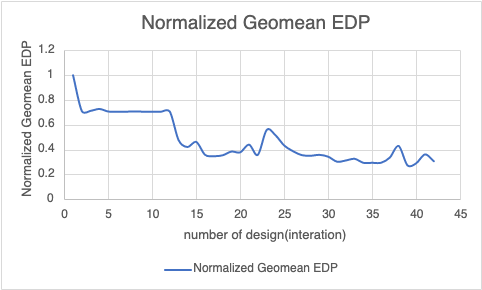 Normalized Geomean EDP
Normalized Geomean EDP
1.2
1
0.8
0.6
0.4
0.2
0
0 5 10 15 20 25 30 35 40 45
number of design(interation)
Normalized Geomean EDP